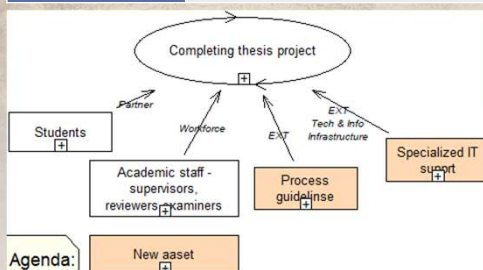 Completing thesis project
Partner
Workforce
EXT
EXT
Tech & Info
Infrastructure
Students
Academic staff -
supervisors,
reviewers examiners
Process
guidelinse
Specialized IT
suport
Agenda:
New aaset